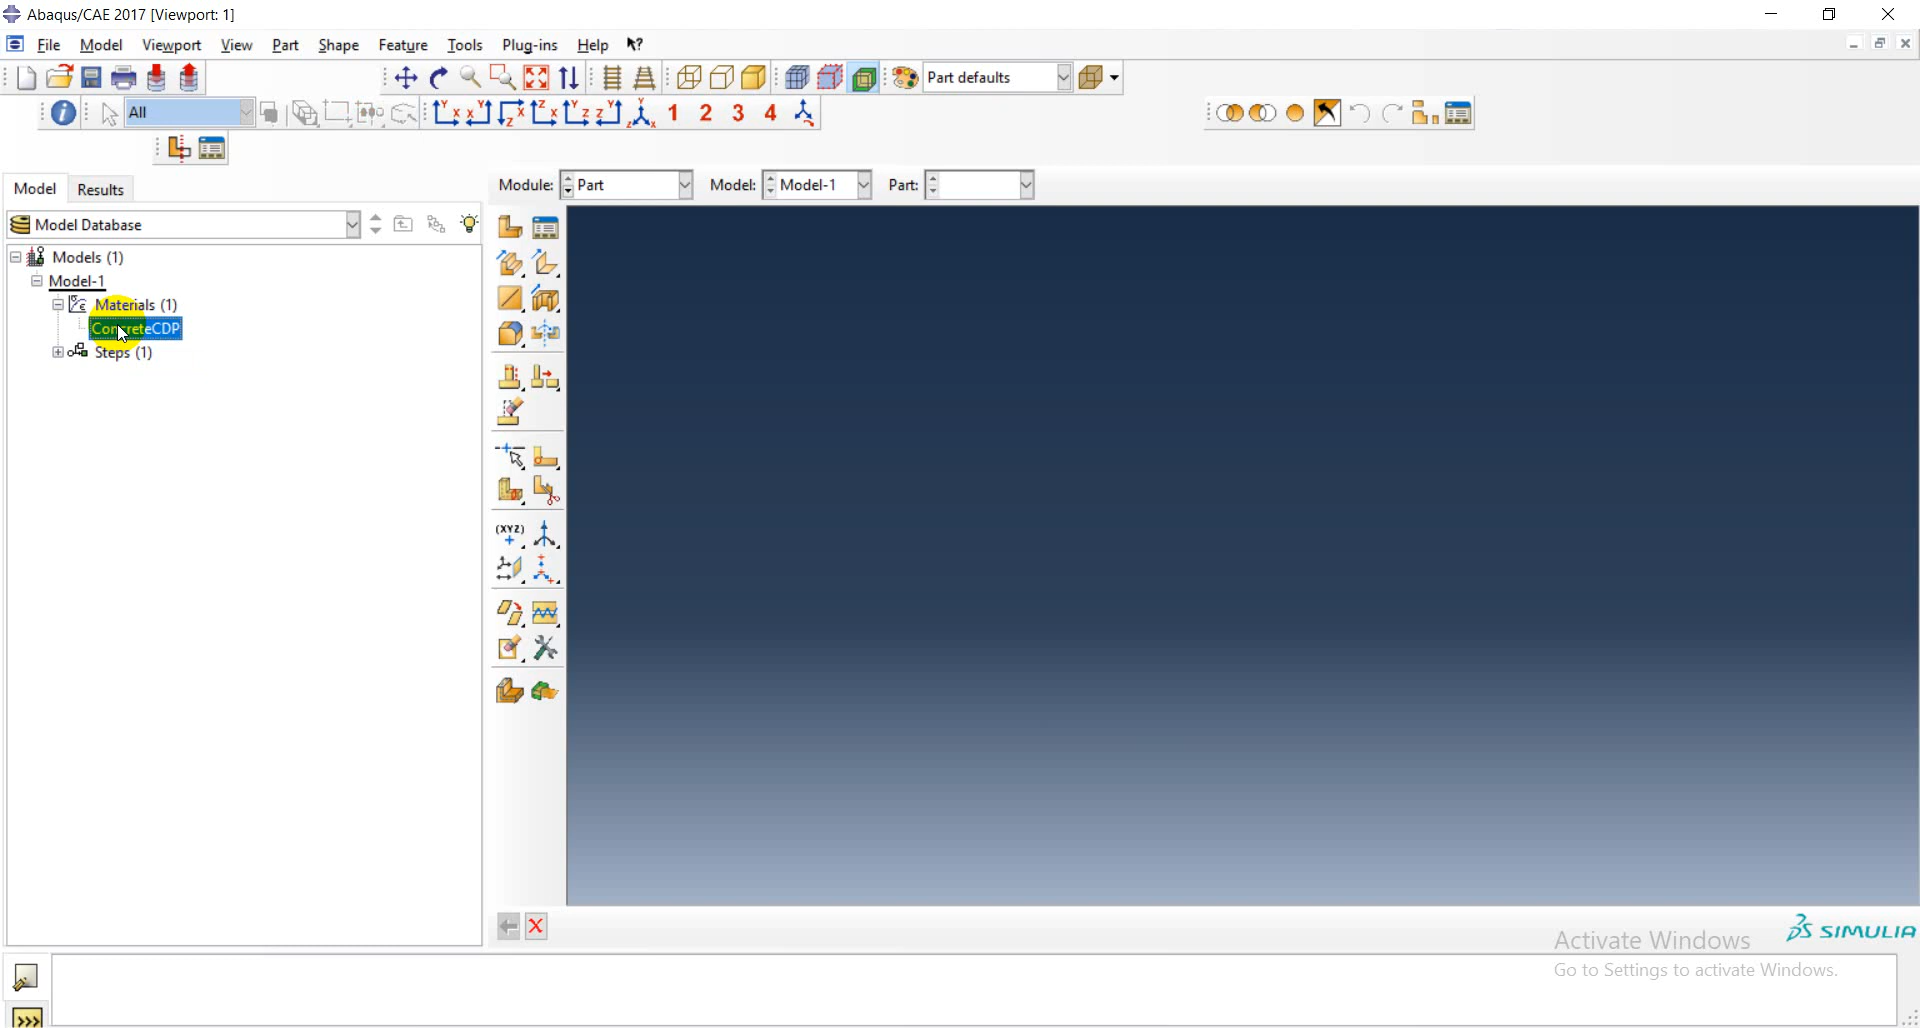 Abaqus/CAE 2017 [Viewport: 1]
File Model Viewport View Part Shape Feature Tools Plug-ins Help ?
Part defaults
All
1 2 3 4
Model Results
Module: Part Model: Model-1 Part:
Model Database
Models (1)
Model-1
Materials (1)
ConcreteCDP
Steps (1)
(XYZ)
SIMULIA
Activate Windows
Go to Settings to activate Windows.
>>>